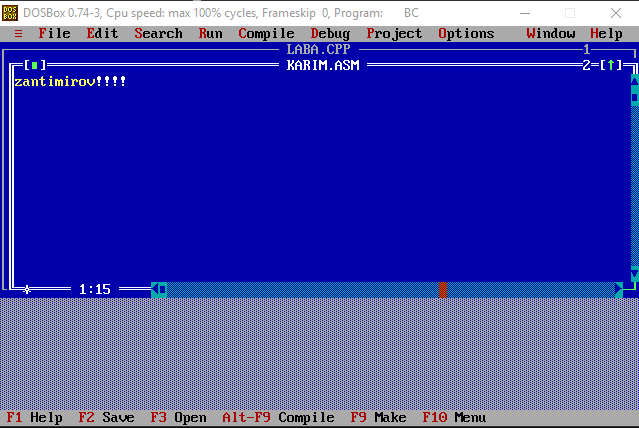 DOSBox 0.74-3, Cpu speed: max 100% cycles, Frameskip 0, Program: BC
≡ File Edit Search Run Compile Debug Project Options Window Help
LABA.CPP 1
[■] KARIM.ASM 2=[↑]
zantimirov!!!!
1:15
F1 Help F2 Save F3 Open Alt-F9 Compile F9 Make F10 Menu